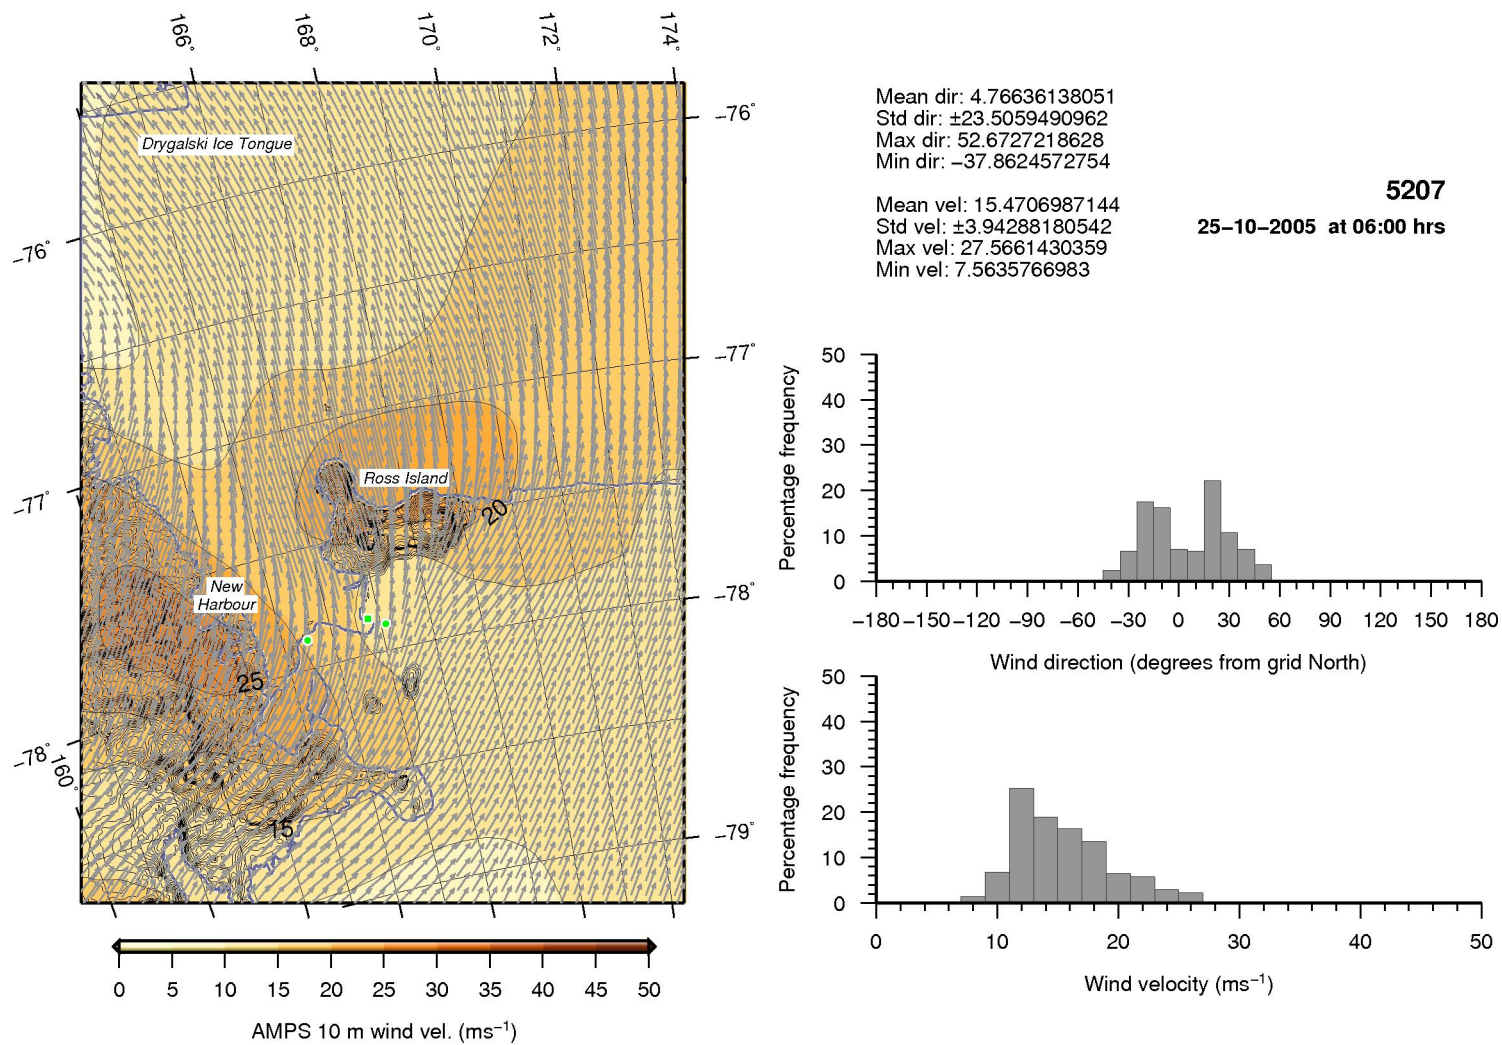 166°
168°
170°
172°
174°
Drygalski Ice Tongue
−76°
−76°
−77°
Ross Island
−77°
20
New
Harbour
−78°
25
−78°
160°
15
−79°
0 5 10 15 20 25 30 35 40 45 50
AMPS 10 m wind vel. (ms−1)
Mean dir: 4.76636138051
Std dir: ±23.5059490962
Max dir: 52.6727218628
Min dir: −37.8624572754
Mean vel: 15.4706987144
Std vel: ±3.94288180542
Max vel: 27.5661430359
Min vel: 7.5635766983
5207
25−10−2005 at 06:00 hrs
Percentage frequency
50
40
30
20
10
0
−180 −150 −120 −90 −60 −30 0 30 60 90 120 150 180
Wind direction (degrees from grid North)
Percentage frequency
50
40
30
20
10
0
0 10 20 30 40 50
Wind velocity (ms−1)